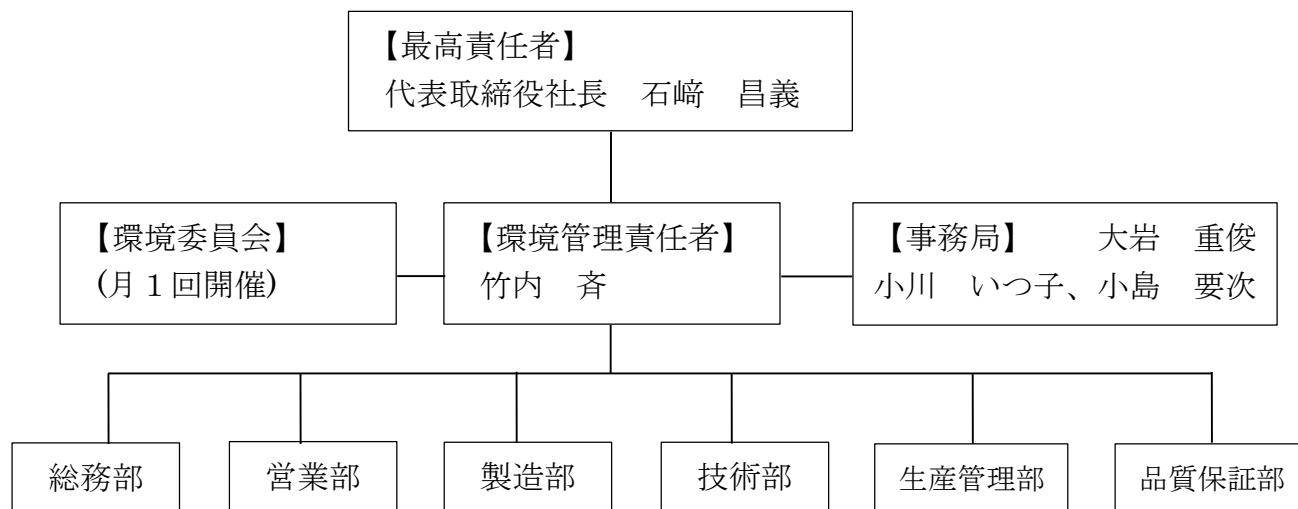 【最高責任者】
代表取締役社長　石﨑　昌義
【環境委員会】
(月１回開催)
【環境管理責任者】
竹内　斉
【事務局】　　大岩　重俊
小川　いつ子、小島　要次
総務部
営業部
製造部
技術部
生産管理部
品質保証部